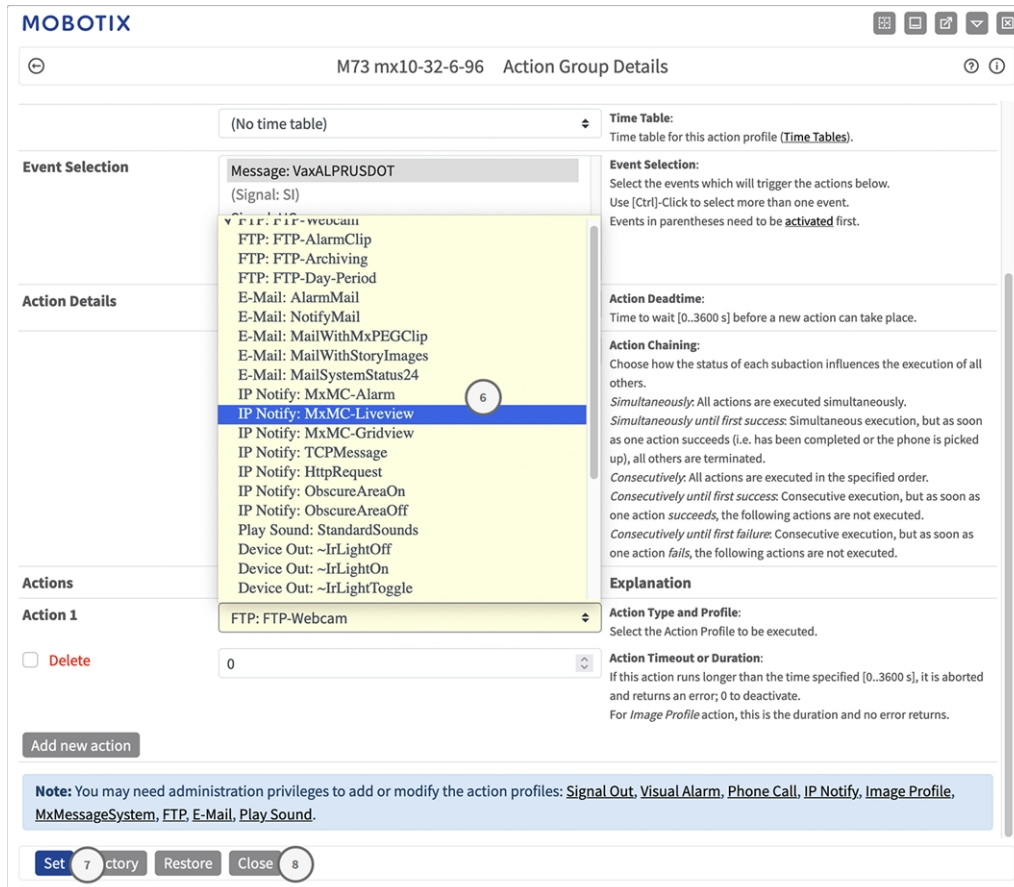 MOBOTIX
M73 mx10-32-6-96 Action Group Details
(No time table)
Time Table:
Time table for this action profile (Time Tables).
Event Selection
Message: VaxALPRUSDOT
(Signal: SI)
Event Selection:
Select the events which will trigger the actions below.
Use [Ctrl]-Click to select more than one event.
Events in parentheses need to be activated first.
FTP: FTP-Webcam
FTP: FTP-AlarmClip
FTP: FTP-Archiving
FTP: FTP-Day-Period
E-Mail: AlarmMail
E-Mail: NotifyMail
E-Mail: MailWithMxPEGClip
E-Mail: MailWithStoryImages
E-Mail: MailSystemStatus24
IP Notify: MxMC-Alarm
6
IP Notify: MxMC-Liveview
IP Notify: MxMC-Gridview
IP Notify: TCPMessage
IP Notify: HttpRequest
IP Notify: ObscureAreaOn
IP Notify: ObscureAreaOff
Play Sound: StandardSounds
Device Out: ~IrLightOff
Device Out: ~IrLightOn
Device Out: ~IrLightToggle
Action Details
Action Deadtime:
Time to wait [0..3600 s] before a new action can take place.
Action Chaining:
Choose how the status of each subaction influences the execution of all
others.
Simultaneously: All actions are executed simultaneously.
Simultaneously until first success: Simultaneous execution, but as soon
as one action succeeds (i.e. has been completed or the phone is picked
up), all others are terminated.
Consecutively: All actions are executed in the specified order.
Consecutively until first success: Consecutive execution, but as soon as
one action succeeds, the following actions are not executed.
Consecutively until first failure: Consecutive execution, but as soon as
one action fails, the following actions are not executed.
Actions
Explanation
Action 1
FTP: FTP-Webcam
Action Type and Profile:
Select the Action Profile to be executed.
Delete
0
Action Timeout or Duration:
If this action runs longer than the time specified [0..3600 s], it is aborted
and returns an error; 0 to deactivate.
For Image Profile action, this is the duration and no error returns.
Add new action
Note: You may need administration privileges to add or modify the action profiles: Signal Out, Visual Alarm, Phone Call, IP Notify, Image Profile,
MxMessageSystem, FTP, E-Mail, Play Sound.
Set 7 ctory Restore Close 8